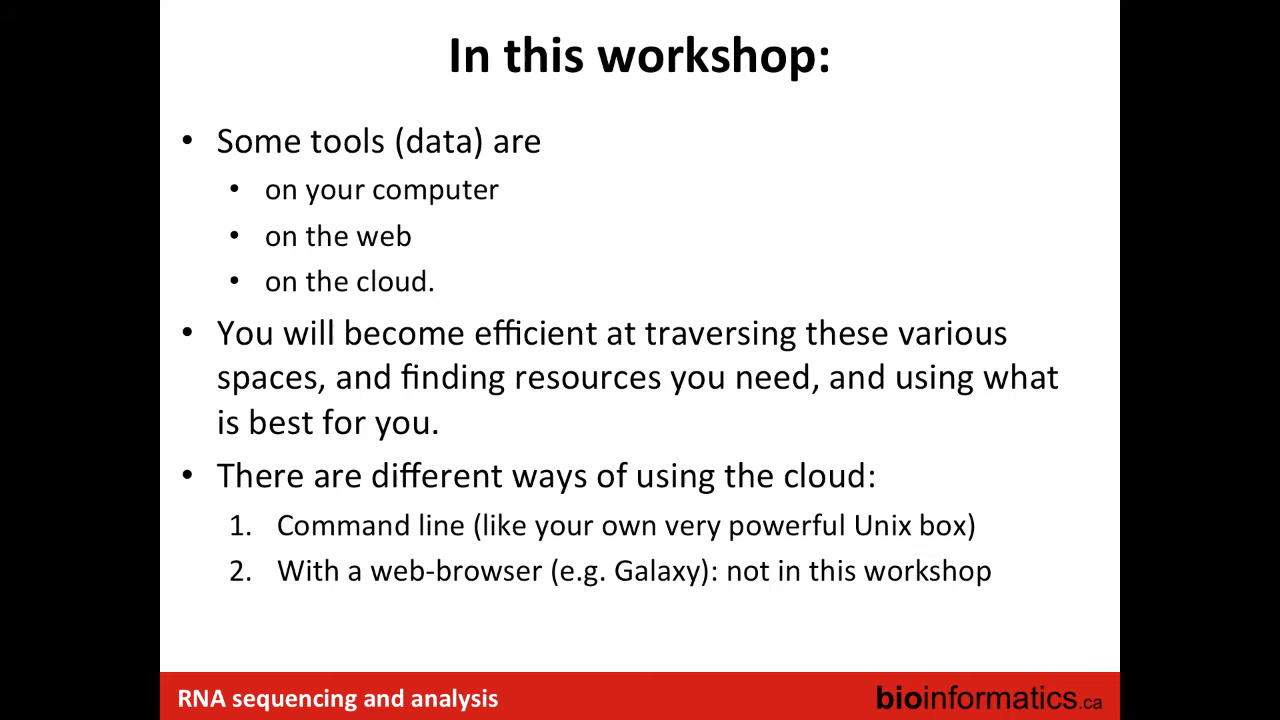 In this workshop:
• Some tools (data) are
• on your computer
• on the web
• on the cloud.
• You will become efficient at traversing these various
spaces, and finding resources you need, and using what
is best for you.
• There are different ways of using the cloud:
1. Command line (like your own very powerful Unix box)
2. With a web-browser (e.g. Galaxy): not in this workshop
RNA sequencing and analysis
bioinformatics.ca